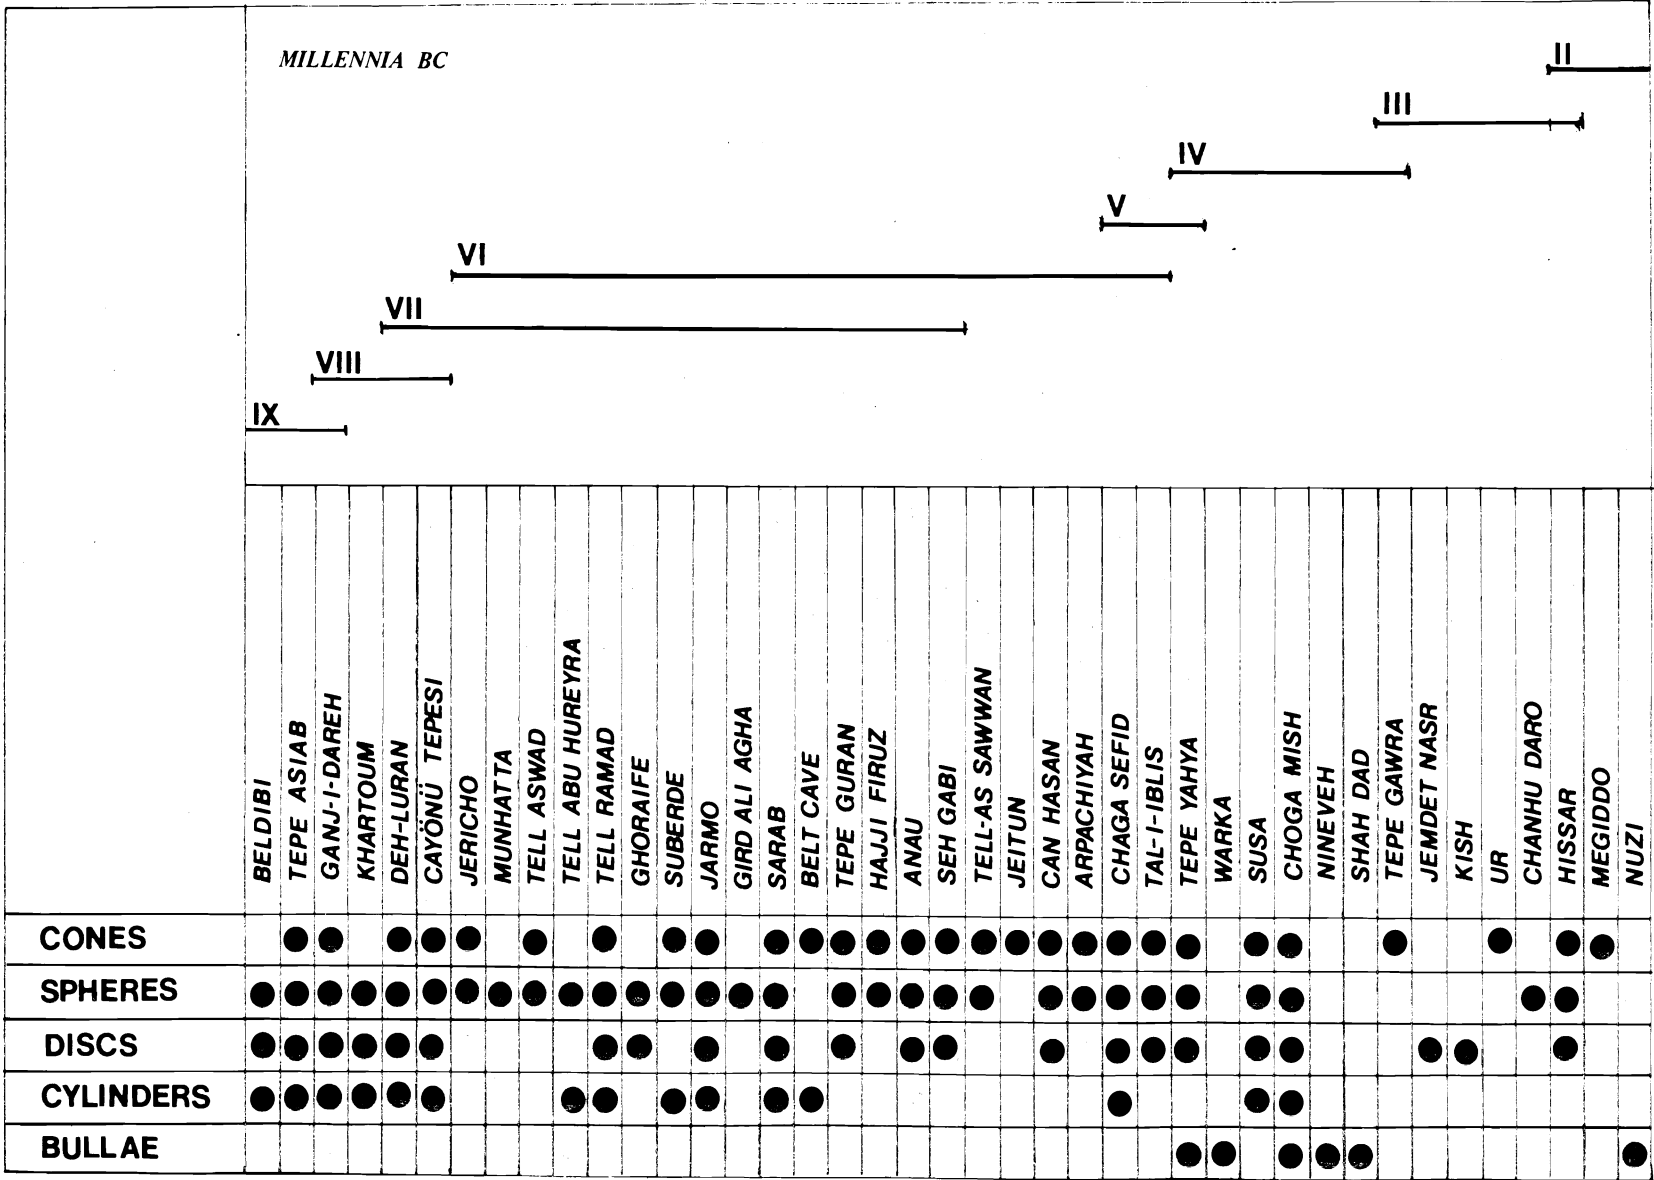 MILLENNIA BC
II
III
IV
V
VI
VII
VIII
IX
BELDIBI
TEPE ASIAB
GANJ-I-DAREH
KHARTOUM
DEH-LURAN
CAYÖNÜ TEPESI
JERICHO
MUNHATTA
TELL ASWAD
TELL ABU HUREYRA
TELL RAMAD
GHORAIFE
SUBERDE
JARMO
GIRD ALI AGHA
SARAB
BELT CAVE
TEPE GURAN
HAJJI FIRUZ
ANAU
SEH GABI
TELL-AS SAWWAN
JEITUN
CAN HASAN
ARPACHIYAH
CHAGA SEFID
TAL-I-IBLIS
TEPE YAHYA
WARKA
SUSA
CHOGA MISH
NINEVEH
SHAH DAD
TEPE GAWRA
JEMDET NASR
KISH
UR
CHANHU DARO
HISSAR
MEGIDDO
NUZI
CONES
SPHERES
DISCS
CYLINDERS
BULLAE